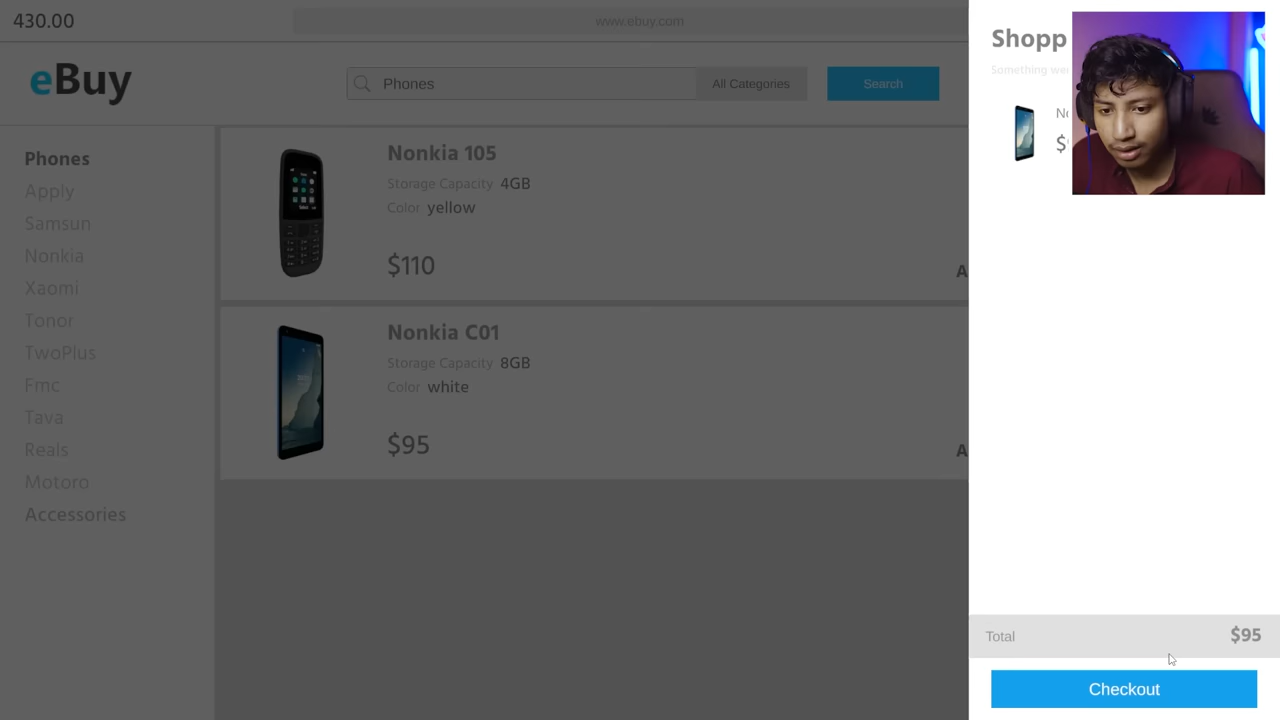 430.00
www.ebuy.com
eBuy
Phones
All Categories
Search
Phones
Apply
Samsun
Nonkia
Xaomi
Tonor
TwoPlus
Fmc
Tava
Reals
Motoro
Accessories
Nonkia 105
Storage Capacity 4GB
Color yellow
$110
A
Nonkia C01
Storage Capacity 8GB
Color white
$95
A
Shopp
Something we
$
Total $95
Checkout